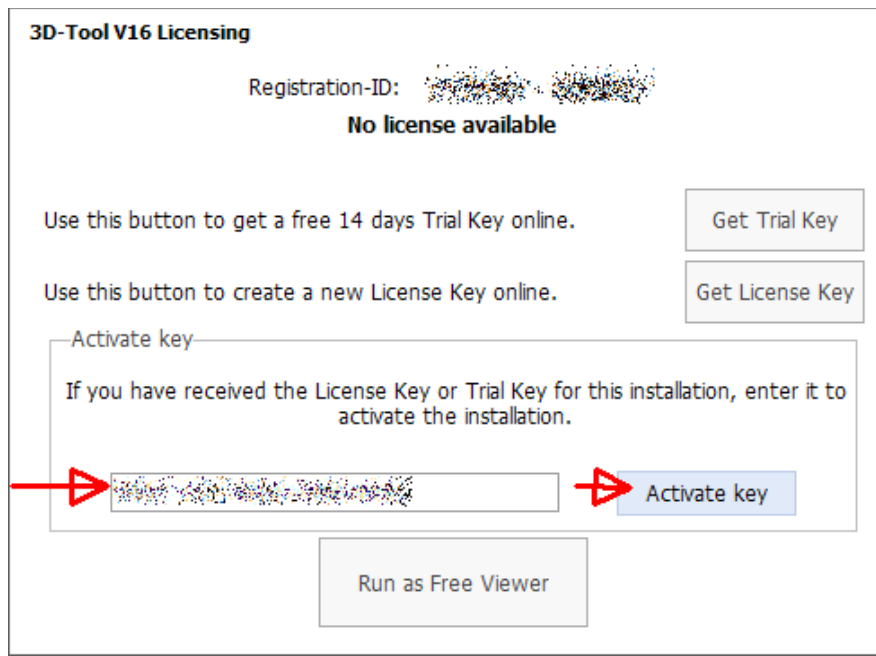 3D-Tool V16 Licensing
Registration-ID:
No license available
Use this button to get a free 14 days Trial Key online.
Get Trial Key
Use this button to create a new License Key online.
Get License Key
Activate key
If you have received the License Key or Trial Key for this installation, enter it to
activate the installation.
Activate key
Run as Free Viewer